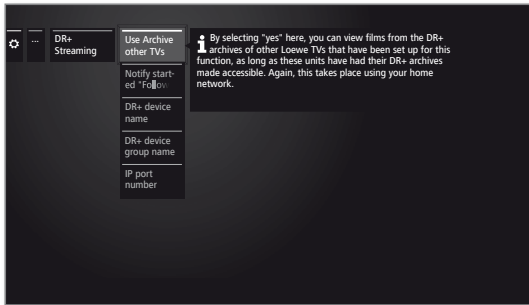 ...
DR+
Streaming
Use Archive
other TVs
Notify start-
ed "Follow
DR+ device
name
DR+ device
group name
IP port
number
By selecting "yes" here, you can view films from the DR+
archives of other Loewe TVs that have been set up for this
function, as long as these units have had their DR+ archives
made accessible. Again, this takes place using your home
network.